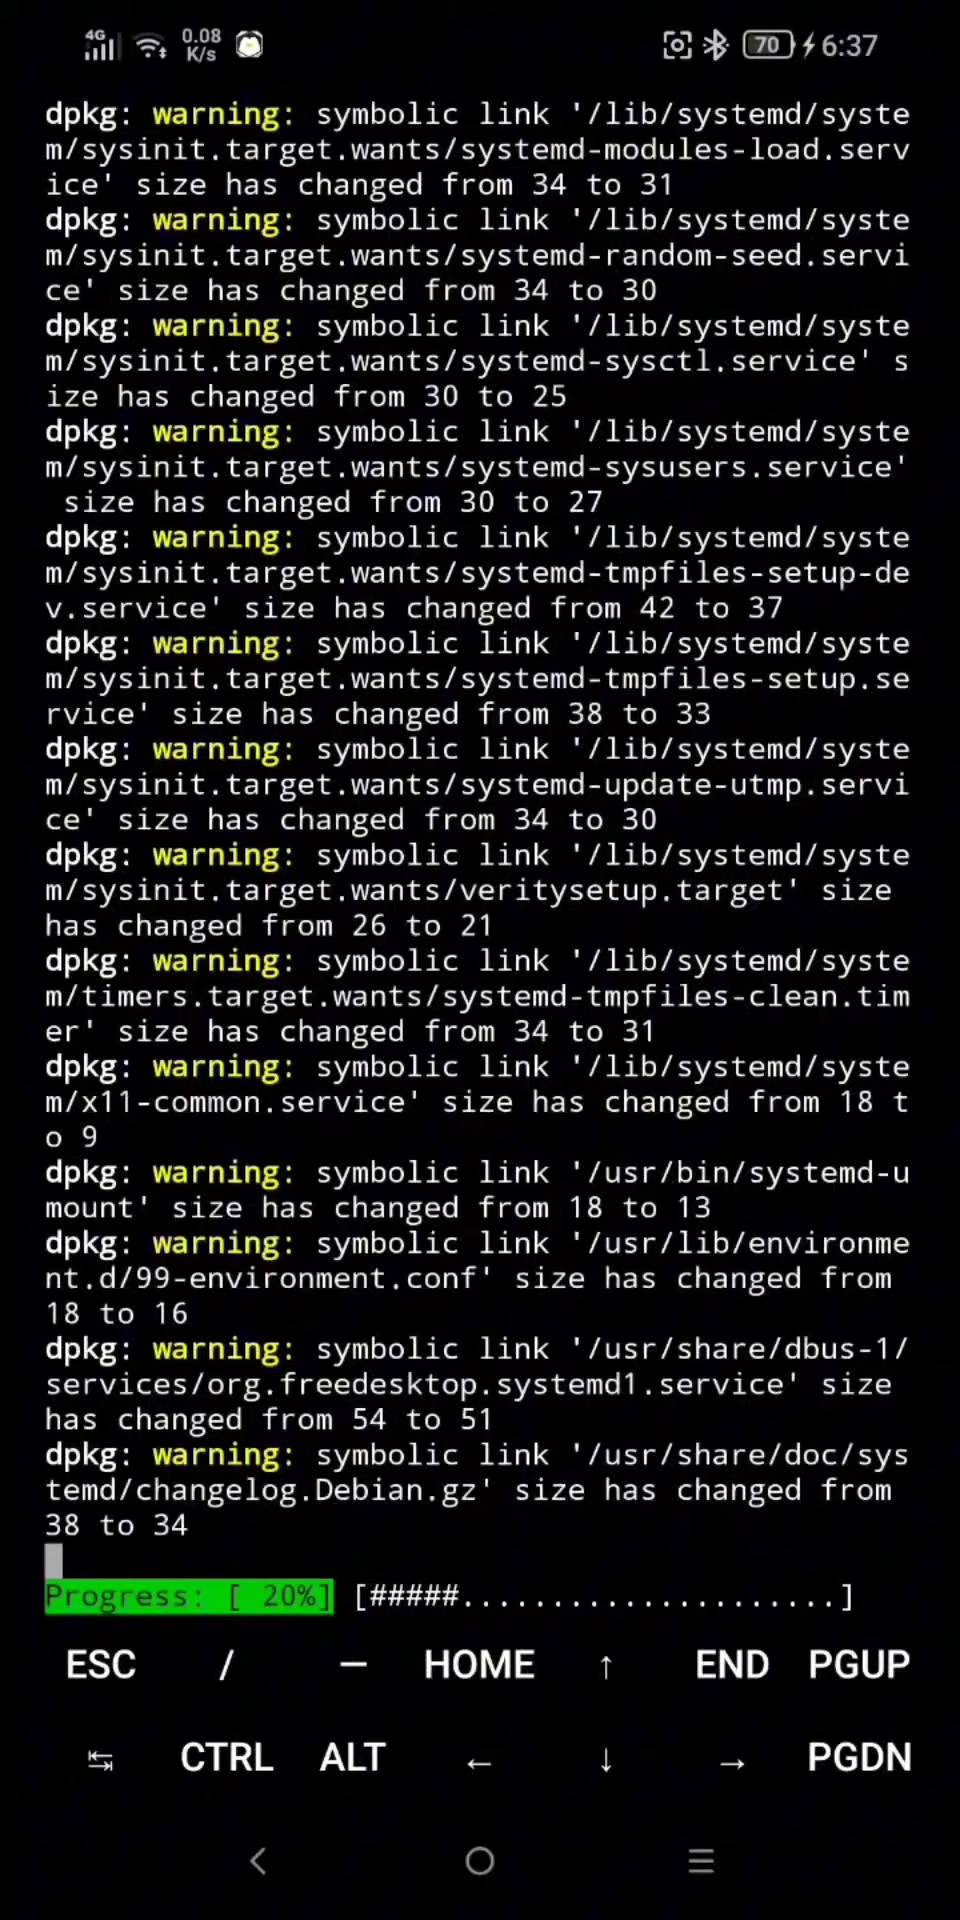 4G 0.08 K/s 70 6:37
dpkg: warning: symbolic link '/lib/systemd/syste
m/sysinit.target.wants/systemd-modules-load.serv
ice' size has changed from 34 to 31
dpkg: warning: symbolic link '/lib/systemd/syste
m/sysinit.target.wants/systemd-random-seed.servi
ce' size has changed from 34 to 30
dpkg: warning: symbolic link '/lib/systemd/syste
m/sysinit.target.wants/systemd-sysctl.service' s
ize has changed from 30 to 25
dpkg: warning: symbolic link '/lib/systemd/syste
m/sysinit.target.wants/systemd-sysusers.service'
 size has changed from 30 to 27
dpkg: warning: symbolic link '/lib/systemd/syste
m/sysinit.target.wants/systemd-tmpfiles-setup-de
v.service' size has changed from 42 to 37
dpkg: warning: symbolic link '/lib/systemd/syste
m/sysinit.target.wants/systemd-tmpfiles-setup.se
rvice' size has changed from 38 to 33
dpkg: warning: symbolic link '/lib/systemd/syste
m/sysinit.target.wants/systemd-update-utmp.servi
ce' size has changed from 34 to 30
dpkg: warning: symbolic link '/lib/systemd/syste
m/sysinit.target.wants/veritysetup.target' size
has changed from 26 to 21
dpkg: warning: symbolic link '/lib/systemd/syste
m/timers.target.wants/systemd-tmpfiles-clean.tim
er' size has changed from 34 to 31
dpkg: warning: symbolic link '/lib/systemd/syste
m/x11-common.service' size has changed from 18 t
o 9
dpkg: warning: symbolic link '/usr/bin/systemd-u
mount' size has changed from 18 to 13
dpkg: warning: symbolic link '/usr/lib/environme
nt.d/99-environment.conf' size has changed from
18 to 16
dpkg: warning: symbolic link '/usr/share/dbus-1/
services/org.freedesktop.systemd1.service' size
has changed from 54 to 51
dpkg: warning: symbolic link '/usr/share/doc/sys
temd/changelog.Debian.gz' size has changed from
38 to 34
Progress: [ 20%] [#####.....................]
ESC / — HOME ↑ END PGUP
↹ CTRL ALT ← ↓ → PGDN